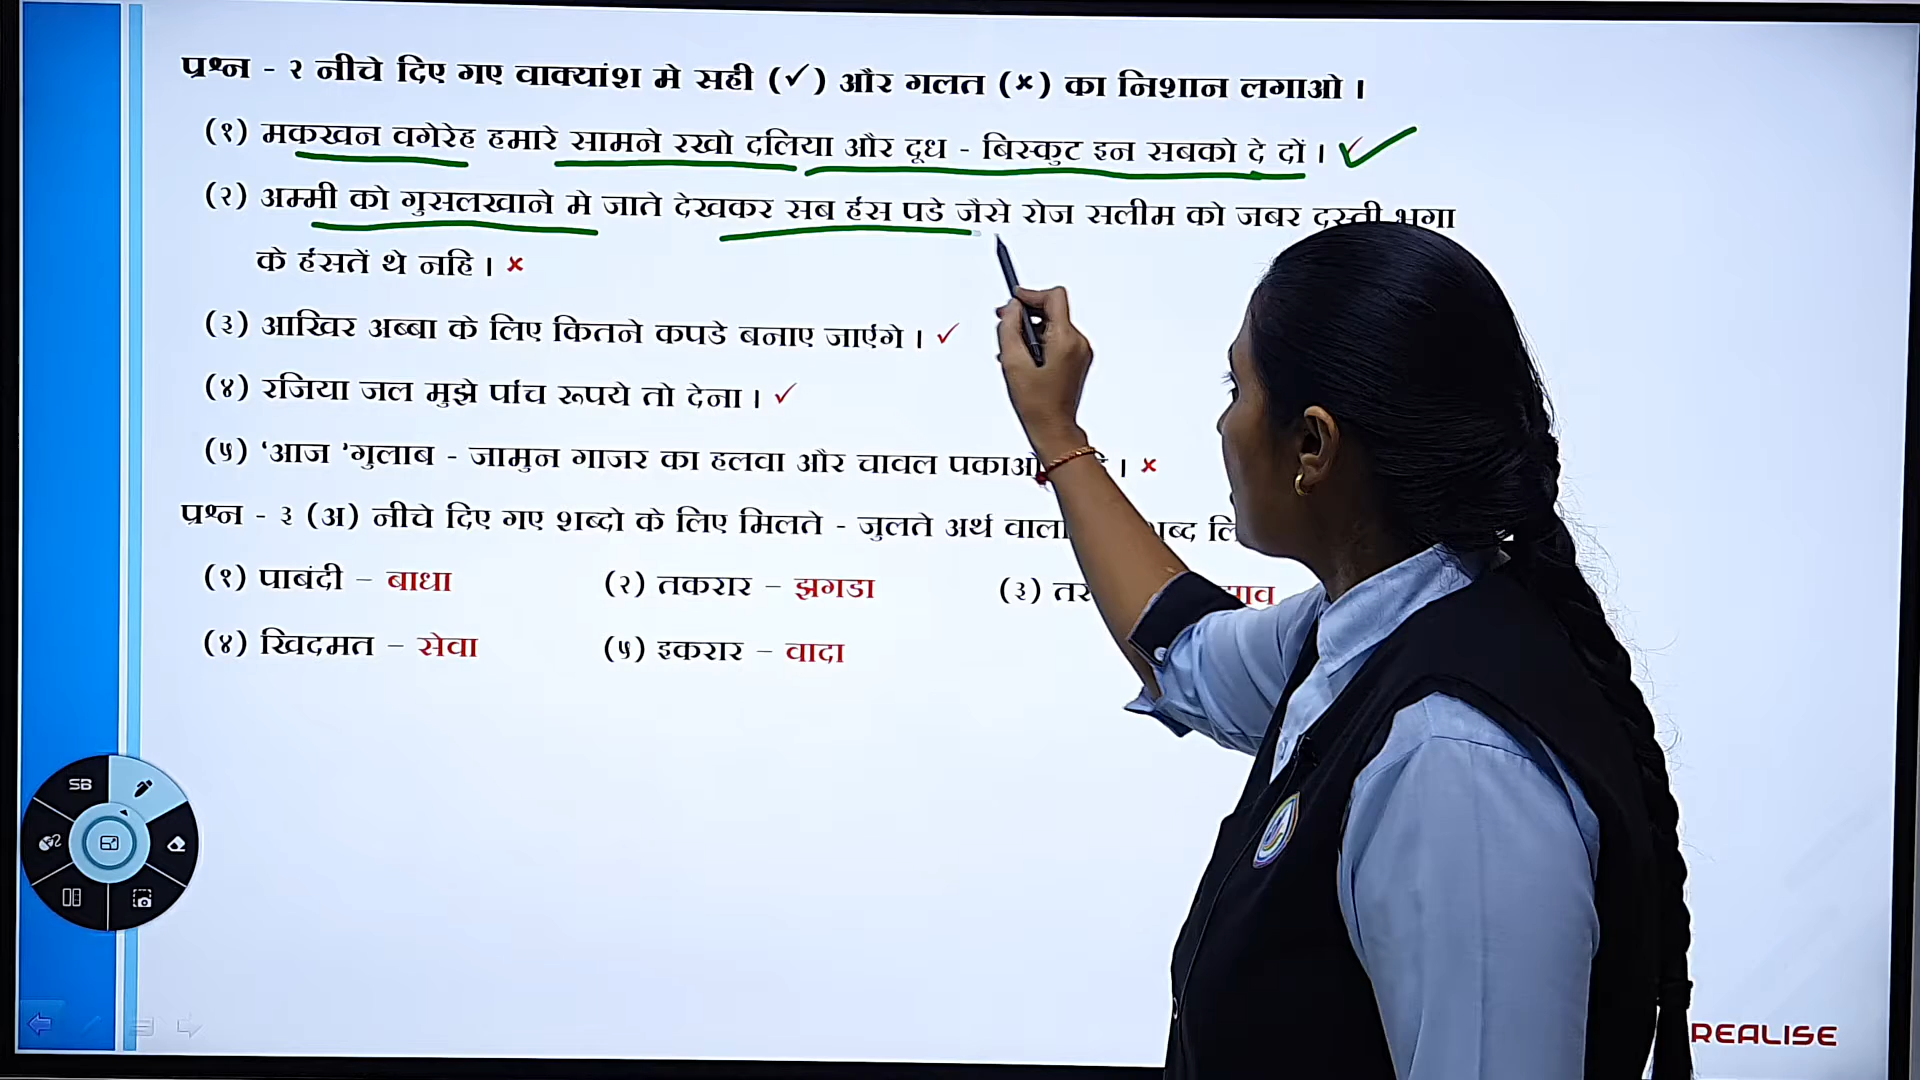 प्रश्न - २ नीचे दिए गए वाक्यांश मे सही (✓) और गलत (×) का निशान लगाओ ।
(१) मकखन वगेरेह हमारे सामने रखो दलिया और दूध - बिस्कुट इन सबको दे दों । ✓
(२) अम्मी को गुसलखाने मे जाते देखकर सब हंस पडे जैसे रोज सलीम को जबर दस्ती भगा
के हंसतें थे नहि । ×
(३) आखिर अब्बा के लिए कितने कपडे बनाए जाएंगे । ✓
(४) रजिया जल मुझे पांच रूपये तो देना । ✓
(५) ‘आज ’गुलाब - जामुन गाजर का हलवा और चावल । ×
प्रश्न - ३ (अ) नीचे दिए गए शब्दो के लिए मिलते - जुलते अर्थ
(१) पाबंदी – बाधा (२) तकरार – झगडा (३)
(४) खिदमत – सेवा (५) इकरार – वादा
SB
REALISE